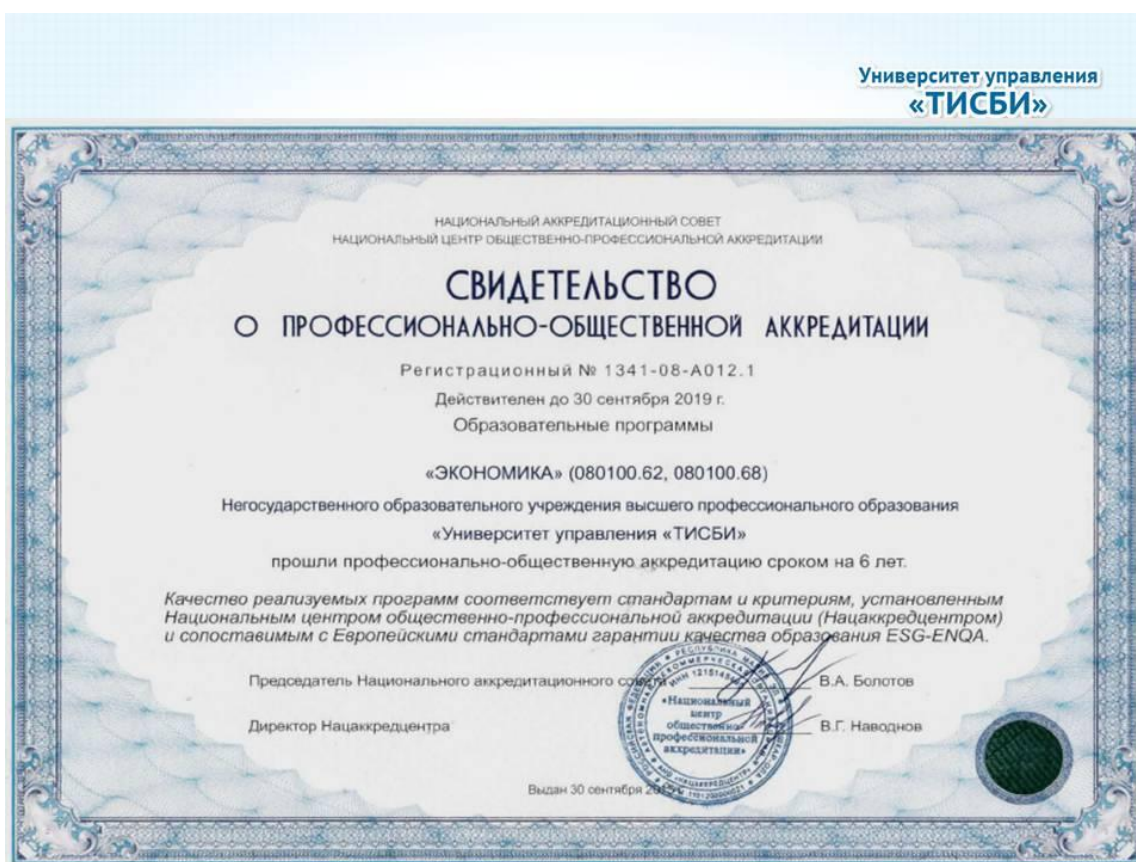 Университет управления
«ТИСБИ»
НАЦИОНАЛЬНЫЙ АККРЕДИТАЦИОННЫЙ СОВЕТ
НАЦИОНАЛЬНЫЙ ЦЕНТР ОБЩЕСТВЕННО-ПРОФЕССИОНАЛЬНОЙ АККРЕДИТАЦИИ
СВИДЕТЕЛЬСТВО
О ПРОФЕССИОНАЛЬНО-ОБЩЕСТВЕННОЙ АККРЕДИТАЦИИ
Регистрационный № 1341-08-А012.1
Действителен до 30 сентября 2019 г.
Образовательные программы
«ЭКОНОМИКА» (080100.62, 080100.68)
Негосударственного образовательного учреждения высшего профессионального образования
«Университет управления «ТИСБИ»
прошли профессионально-общественную аккредитацию сроком на 6 лет.
Качество реализуемых программ соответствует стандартам и критериям, установленным
Национальным центром общественно-профессиональной аккредитации (Нацаккредцентром)
и сопоставимым с Европейскими стандартами гарантии качества образования ESG-ENQA.
Председатель Национального аккредитационного совета В.А. Болотов
Директор Нацаккредцентра В.Г. Наводнов
«Национальный
центр
общественно-
профессиональной
аккредитации»
Выдан 30 сентября